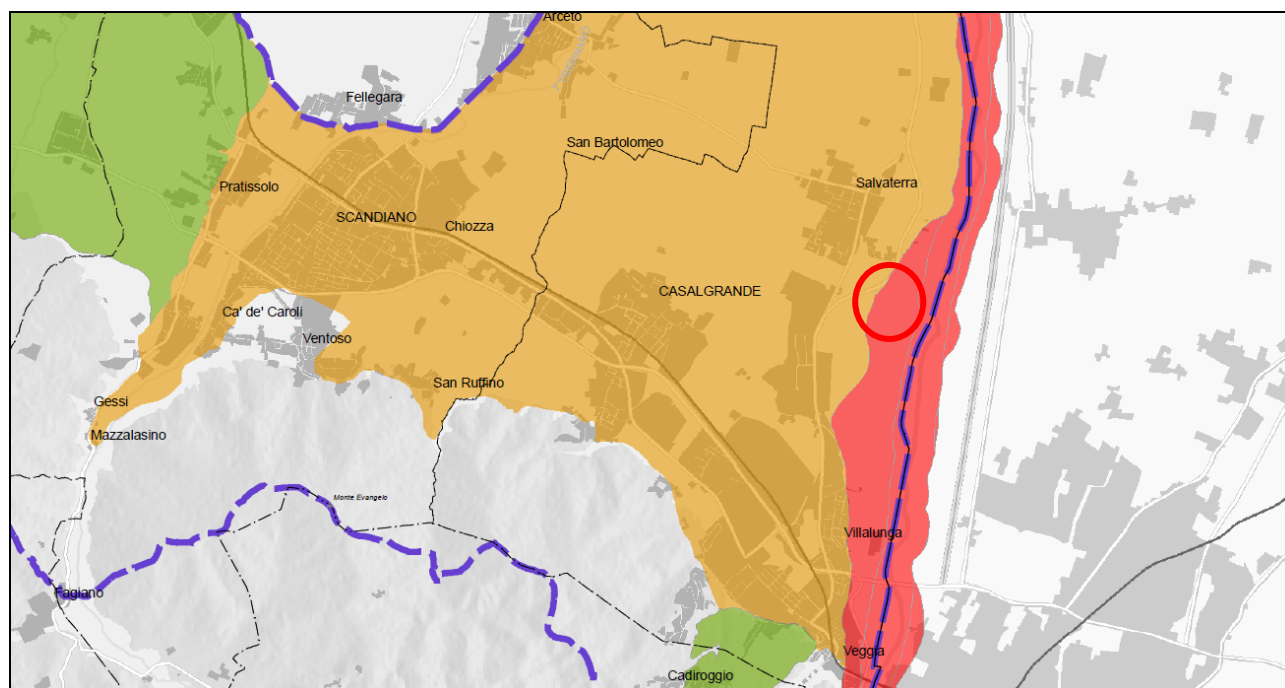 Arceto
Fellegara
San Bartolomeo
Salvaterra
Pratissolo
SCANDIANO
Chiozza
CASALGRANDE
Ca' de' Caroli
Ventoso
San Ruffino
Gessi
Mazzalasino
Monte Evangelo
Villalunga
Fagiano
Veggia
Cadiroggio